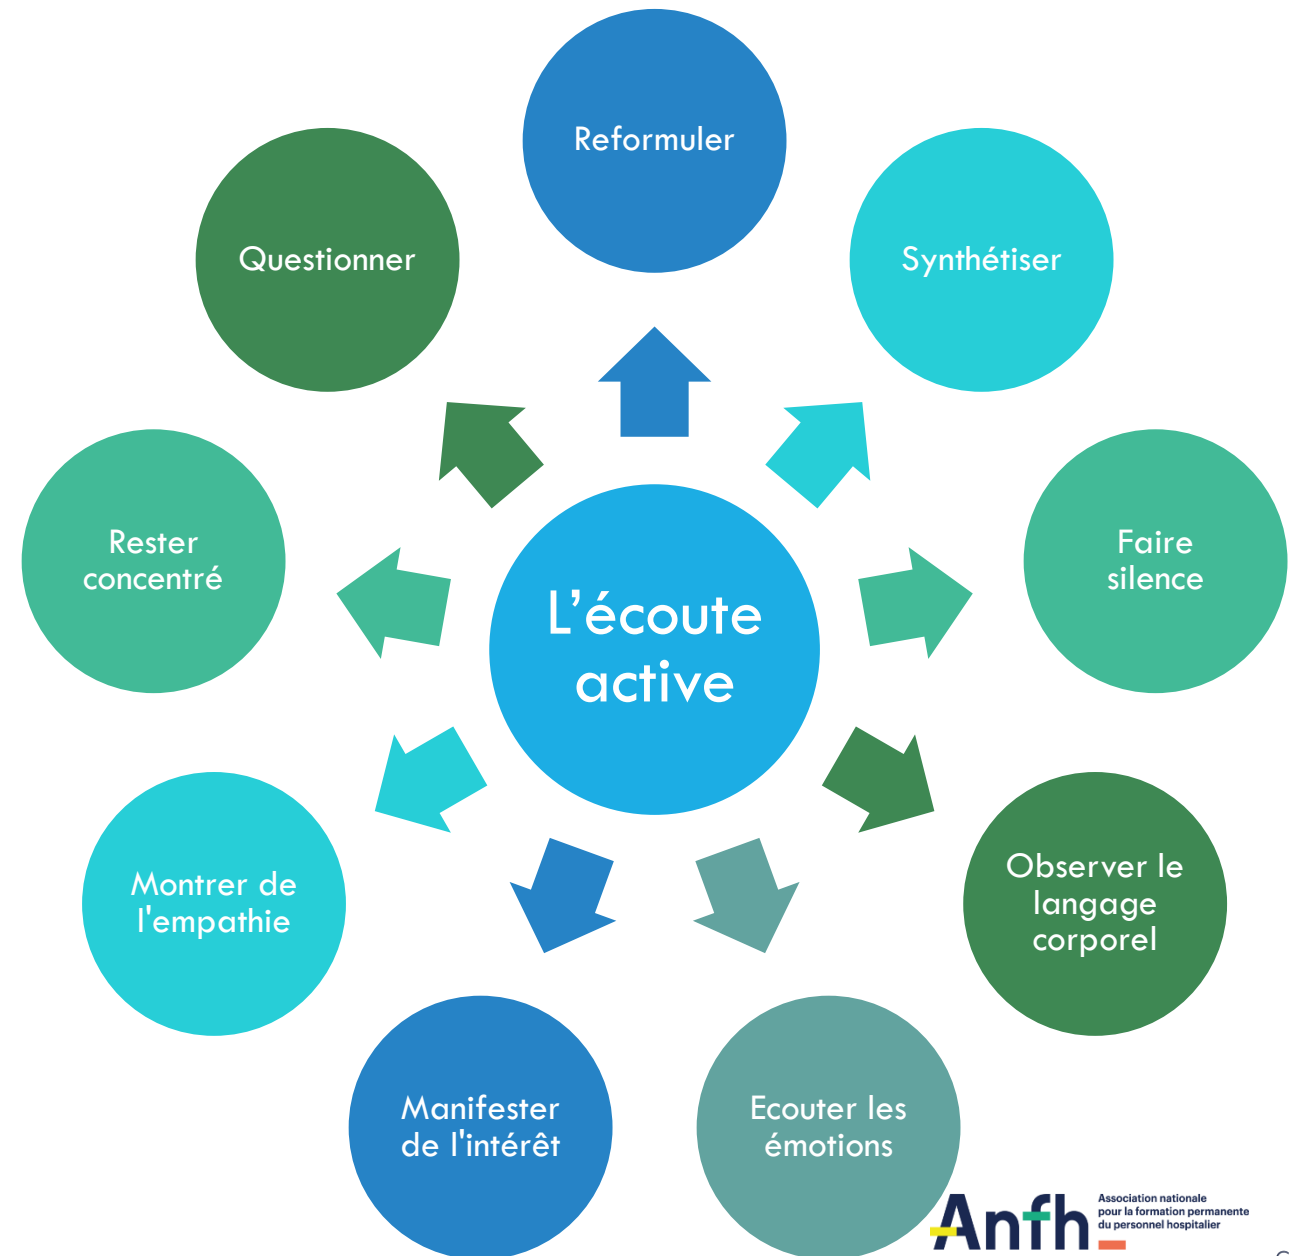 Reformuler
Questionner
Synthétiser
Rester
concentré
Faire
silence
L'écoute
active
Montrer de
l'empathie
Observer le
langage
corporel
Manifester
de l'intérêt
Ecouter les
émotions
Anfh
Association nationale
pour la formation permanente
du personnel hospitalier